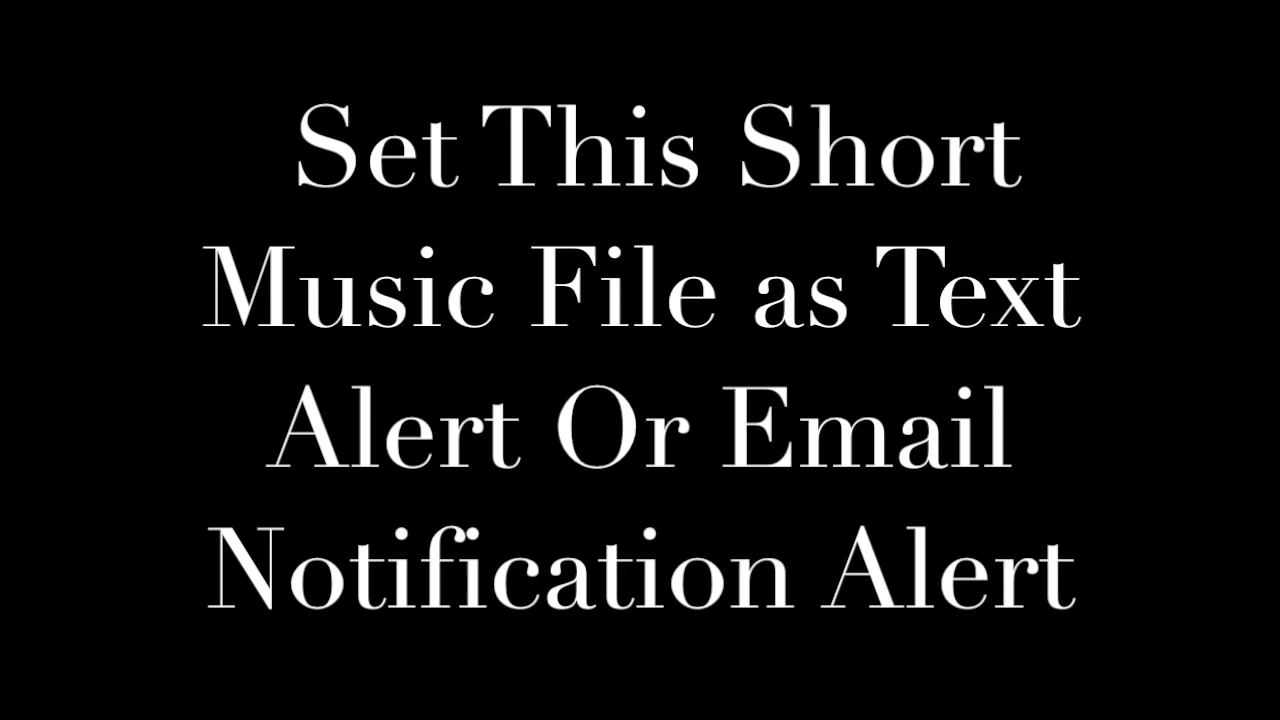 Set This Short
Music File as Text
Alert Or Email
Notification Alert